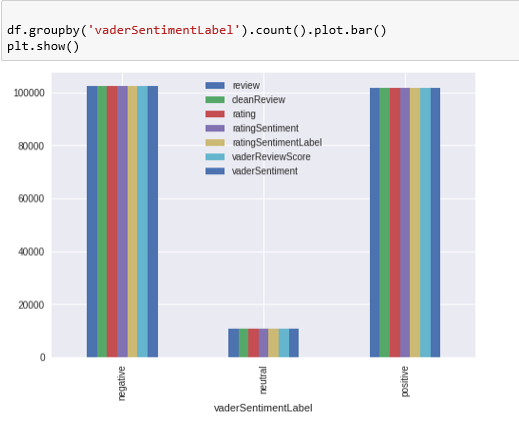 df.groupby('vaderSentimentLabel').count().plot.bar()
plt.show()
100000
80000
60000
40000
20000
0
review
cleanReview
rating
ratingSentiment
ratingSentimentLabel
vaderReviewScore
vaderSentiment
negative
neutral
positive
vaderSentimentLabel